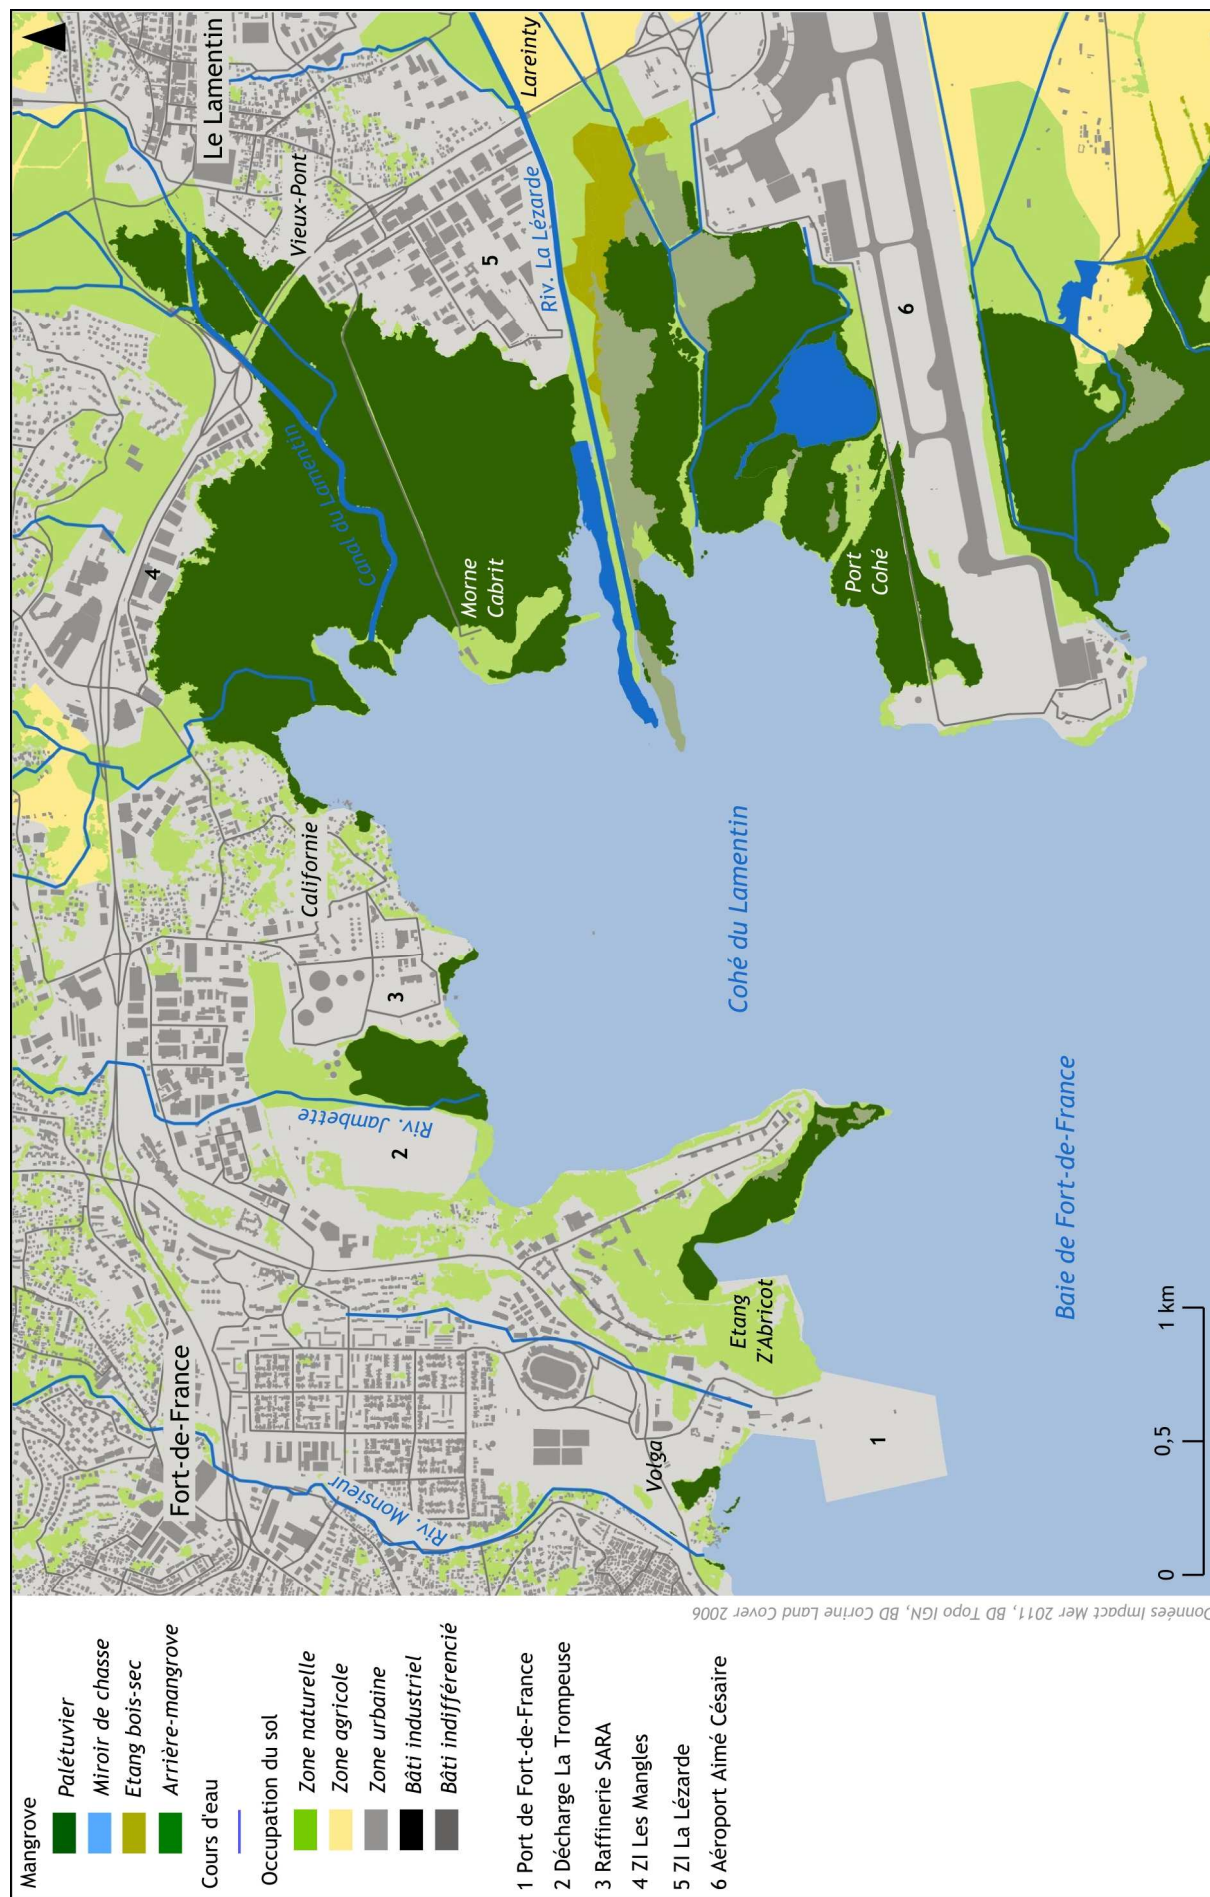 Mangrove
Palétuvier
Miroir de chasse
Etang bois-sec
Arrière-mangrove
Cours d'eau
Occupation du sol
Zone naturelle
Zone agricole
Zone urbaine
Bâti industriel
Bâti indifférencié
1 Port de Fort-de-France
2 Décharge La Trompeuse
3 Raffinerie SARA
4 ZI Les Mangles
5 ZI La Lézarde
6 Aéroport Aimé Césaire
Données Impact Mer 2011, BD Topo IGN, BD Corine Land Cover 2006
Fort-de-France
Riv. Monsieur
Volga
1
Etang
Z'Abricot
Riv. Jambette
2
3
Californie
4
Canal du Lamentin
Morne
Cabrit
Vieux-Pont
Le Lamentin
5
Riv. La Lézarde
Lareinty
Port
Cohé
6
Cohé du Lamentin
Baie de Fort-de-France
0
0,5
1 km